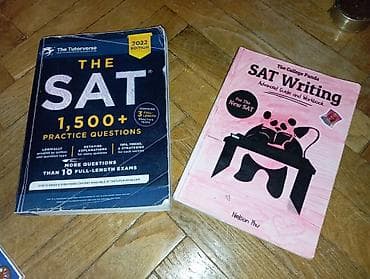 The Tutorverse
2022
EDITION
THE
SAT
1,500+
PRACTICE QUESTIONS
MORE QUESTIONS
THAN 10 FULL-LENGTH EXAMS
The College Panda
SAT Writing
Advanced Guide and Workbook
For the
New SAT
Nielson Phu